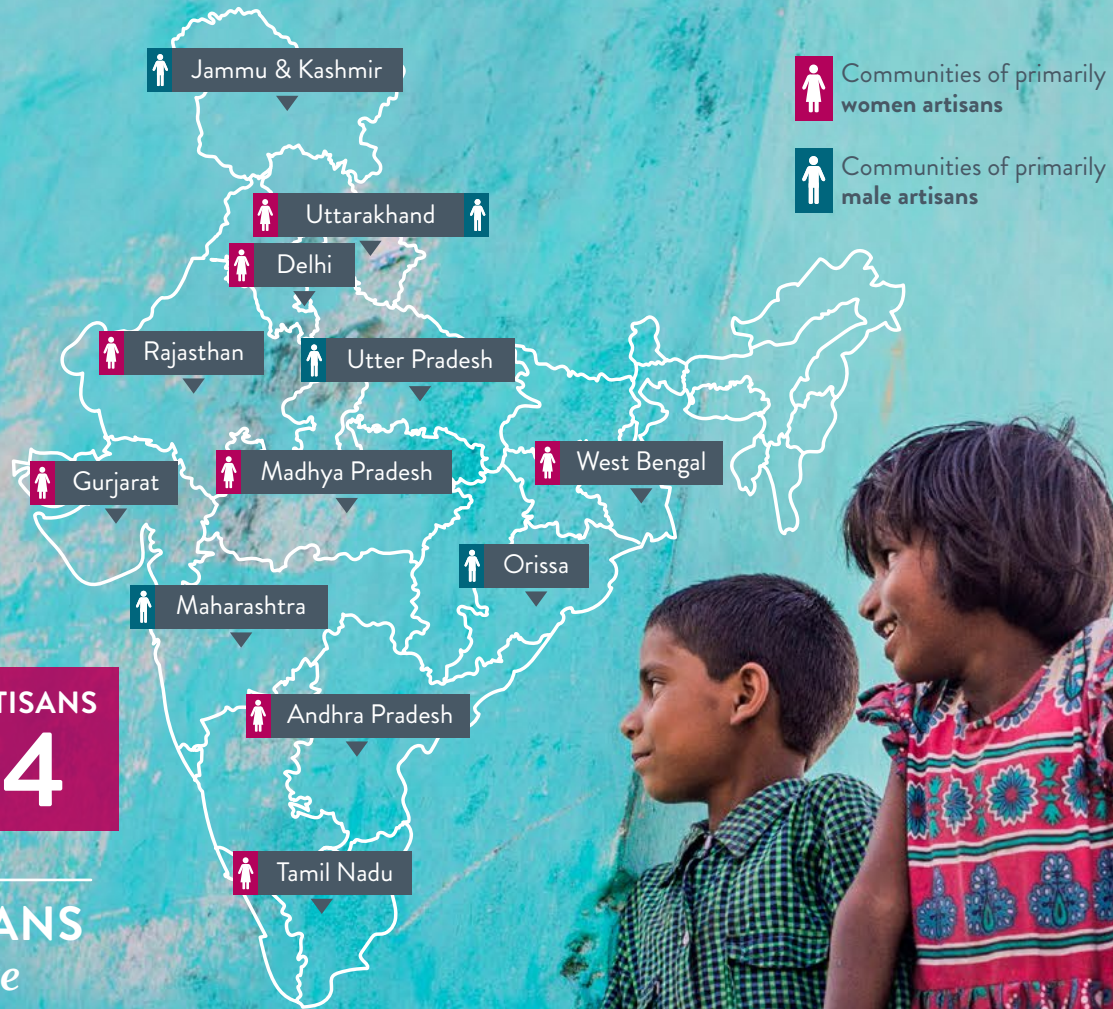 Jammu & Kashmir
Communities of primarily
women artisans
Communities of primarily
male artisans
Uttarakhand
Delhi
Rajasthan
Utter Pradesh
Gurjarat
Madhya Pradesh
West Bengal
Orissa
Maharashtra
TISANS
4
Andhra Pradesh
Tamil Nadu
ANS
e